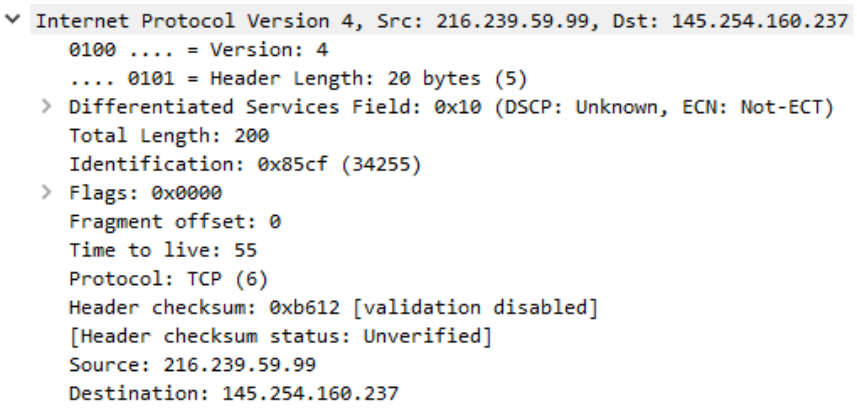 Internet Protocol Version 4, Src: 216.239.59.99, Dst: 145.254.160.237
0100 .... = Version: 4
.... 0101 = Header Length: 20 bytes (5)
Differentiated Services Field: 0x10 (DSCP: Unknown, ECN: Not-ECT)
Total Length: 200
Identification: 0x85cf (34255)
Flags: 0x0000
Fragment offset: 0
Time to live: 55
Protocol: TCP (6)
Header checksum: 0xb612 [validation disabled]
[Header checksum status: Unverified]
Source: 216.239.59.99
Destination: 145.254.160.237